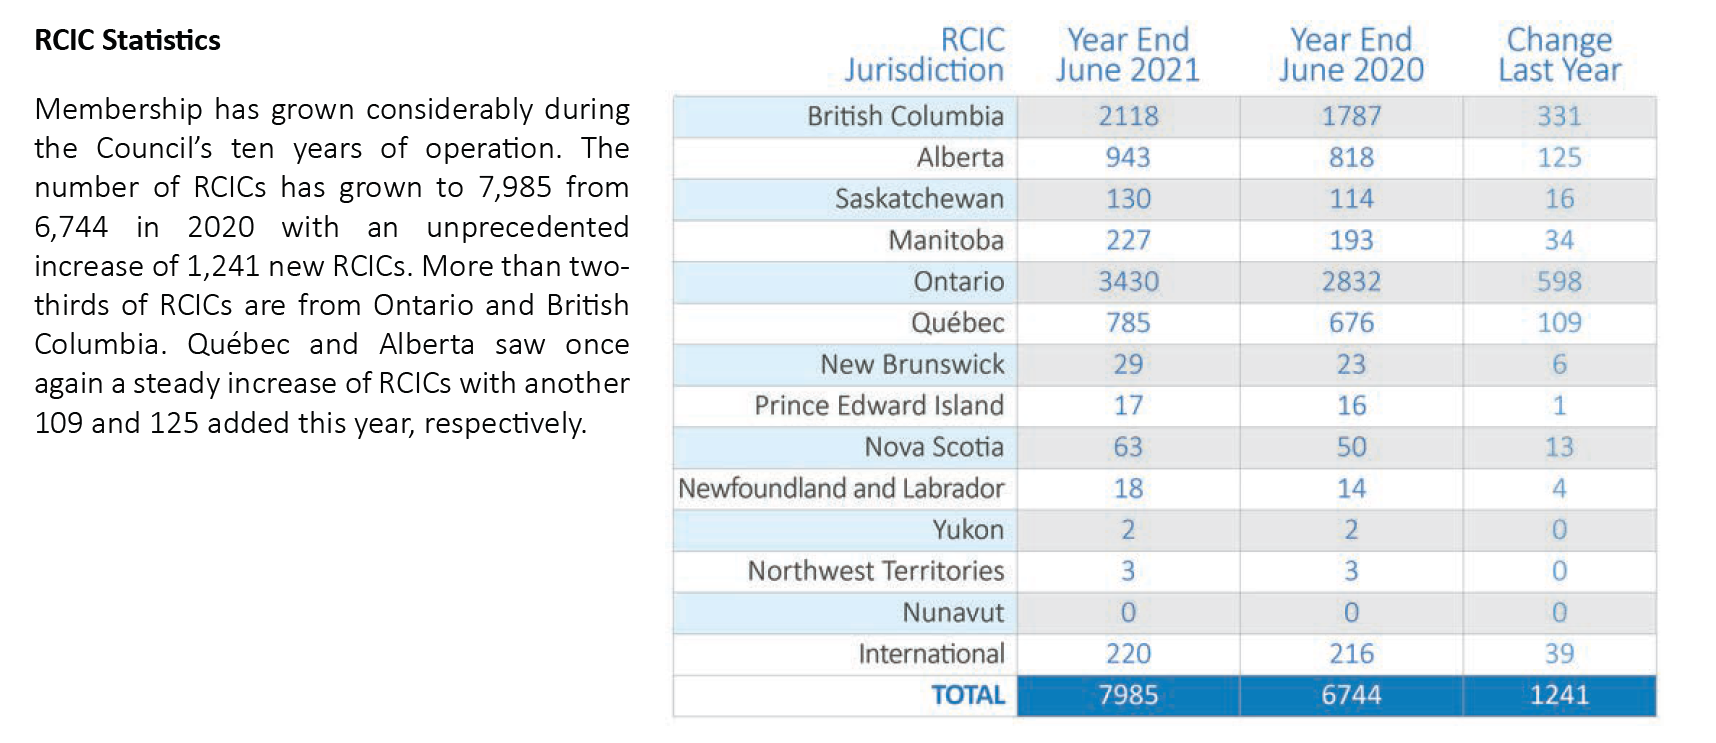 RCIC Statistics
Membership has grown considerably during
the Council’s ten years of operation. The
number of RCICs has grown to 7,985 from
6,744 in 2020 with an unprecedented
increase of 1,241 new RCICs. More than two-
thirds of RCICs are from Ontario and British
Columbia. Québec and Alberta saw once
again a steady increase of RCICs with another
109 and 125 added this year, respectively.
RCIC Year End Year End Change
Jurisdiction June 2021 June 2020 Last Year
British Columbia 2118 1787 331
Alberta 943 818 125
Saskatchewan 130 114 16
Manitoba 227 193 34
Ontario 3430 2832 598
Québec 785 676 109
New Brunswick 29 23 6
Prince Edward Island 17 16 1
Nova Scotia 63 50 13
Newfoundland and Labrador 18 14 4
Yukon 2 2 0
Northwest Territories 3 3 0
Nunavut 0 0 0
International 220 216 39
TOTAL 7985 6744 1241